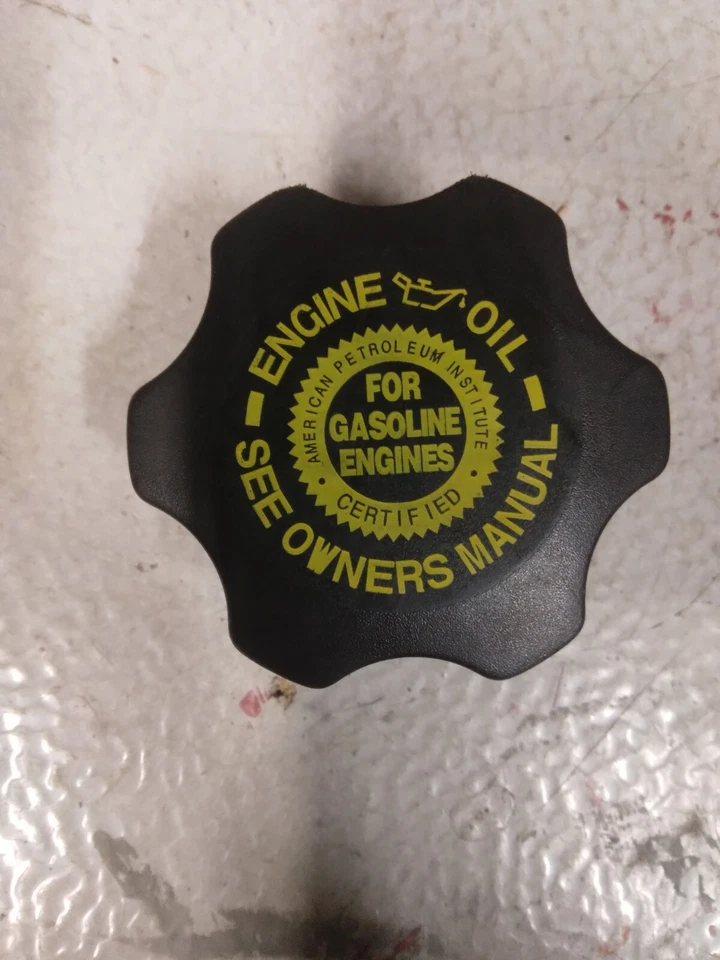 ENGINE OIL
SEE OWNERS MANUAL
AMERICAN PETROLEUM INSTITUTE
FOR
GASOLINE
ENGINES
CERTIFIED